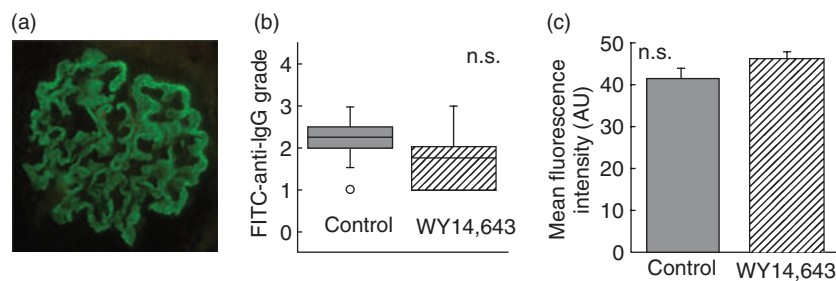 (a)
(b)
FITC-anti-IgG grade
4
3
2
1
0
n.s.
Control
WY14,643
(c)
Mean fluorescence
intensity (AU)
50
40
30
20
10
0
n.s.
Control
WY14,643